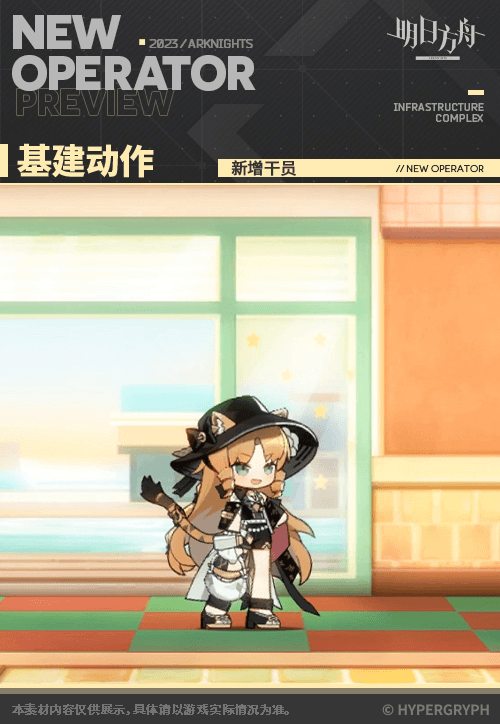 NEW
2023/ARKNIGHTS
OPERATOR
PREVIEW
明日方舟
INFRASTRUCTURE
COMPLEX
基建动作
新增干员
// NEW OPERATOR
本素材内容仅供展示,具体请以游戏实际情况为准。
© HYPERGRYPH